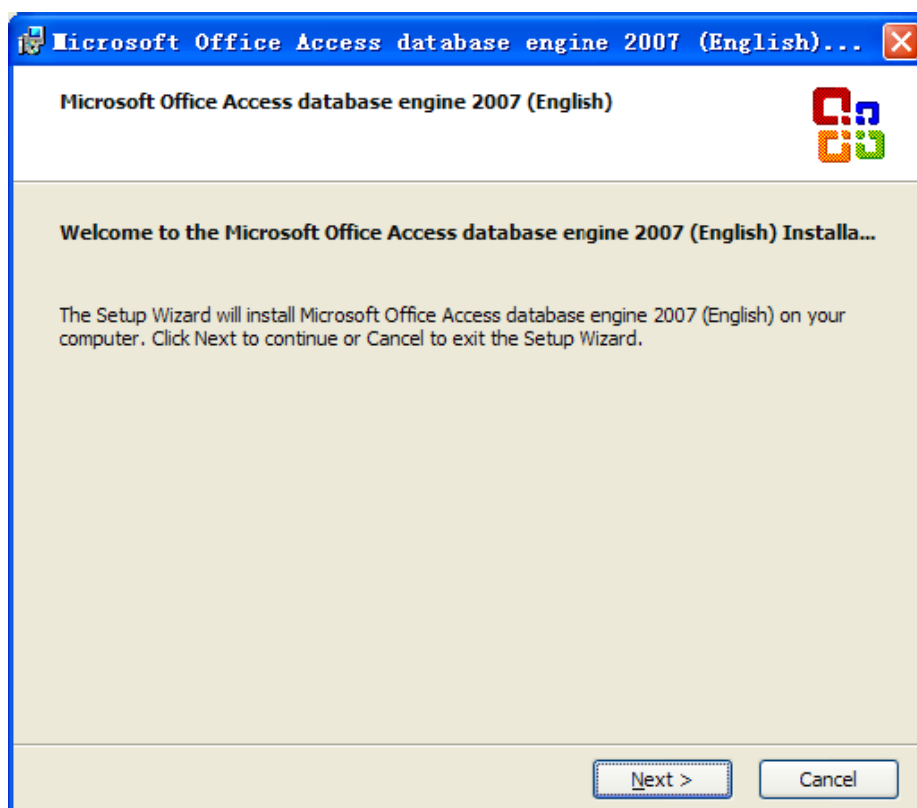 Microsoft Office Access database engine 2007 (English)...
Microsoft Office Access database engine 2007 (English)
Welcome to the Microsoft Office Access database engine 2007 (English) Installa...
The Setup Wizard will install Microsoft Office Access database engine 2007 (English) on your
computer. Click Next to continue or Cancel to exit the Setup Wizard.
Next >
Cancel